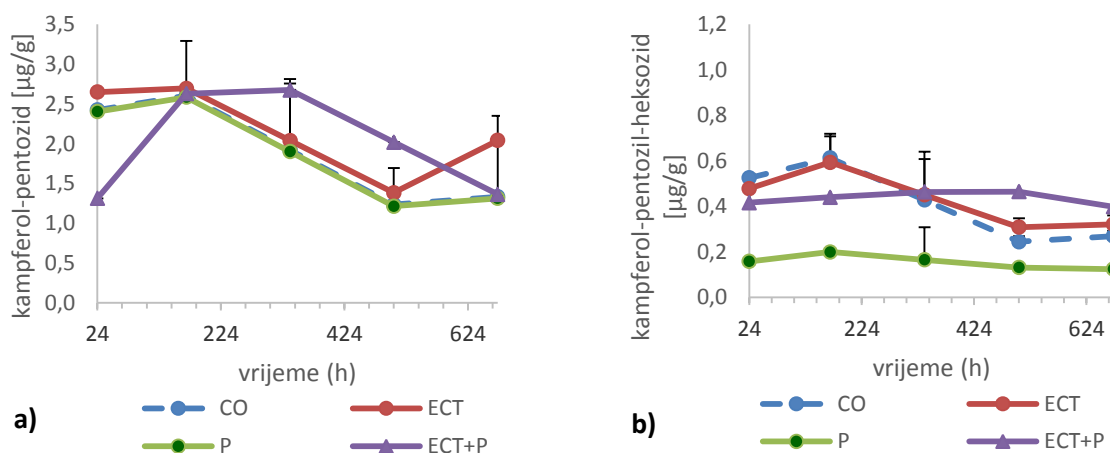 kampferol-pentozid [µg/g]
3,5
3,0
2,5
2,0
1,5
1,0
0,5
0,0
24 224 424 624
vrijeme (h)
CO ECT
P ECT+P
a)
kampferol-pentozil-heksozid
[µg/g]
1,2
1,0
0,8
0,6
0,4
0,2
0,0
24 224 424 624
vrijeme (h)
CO ECT
P ECT+P
b)